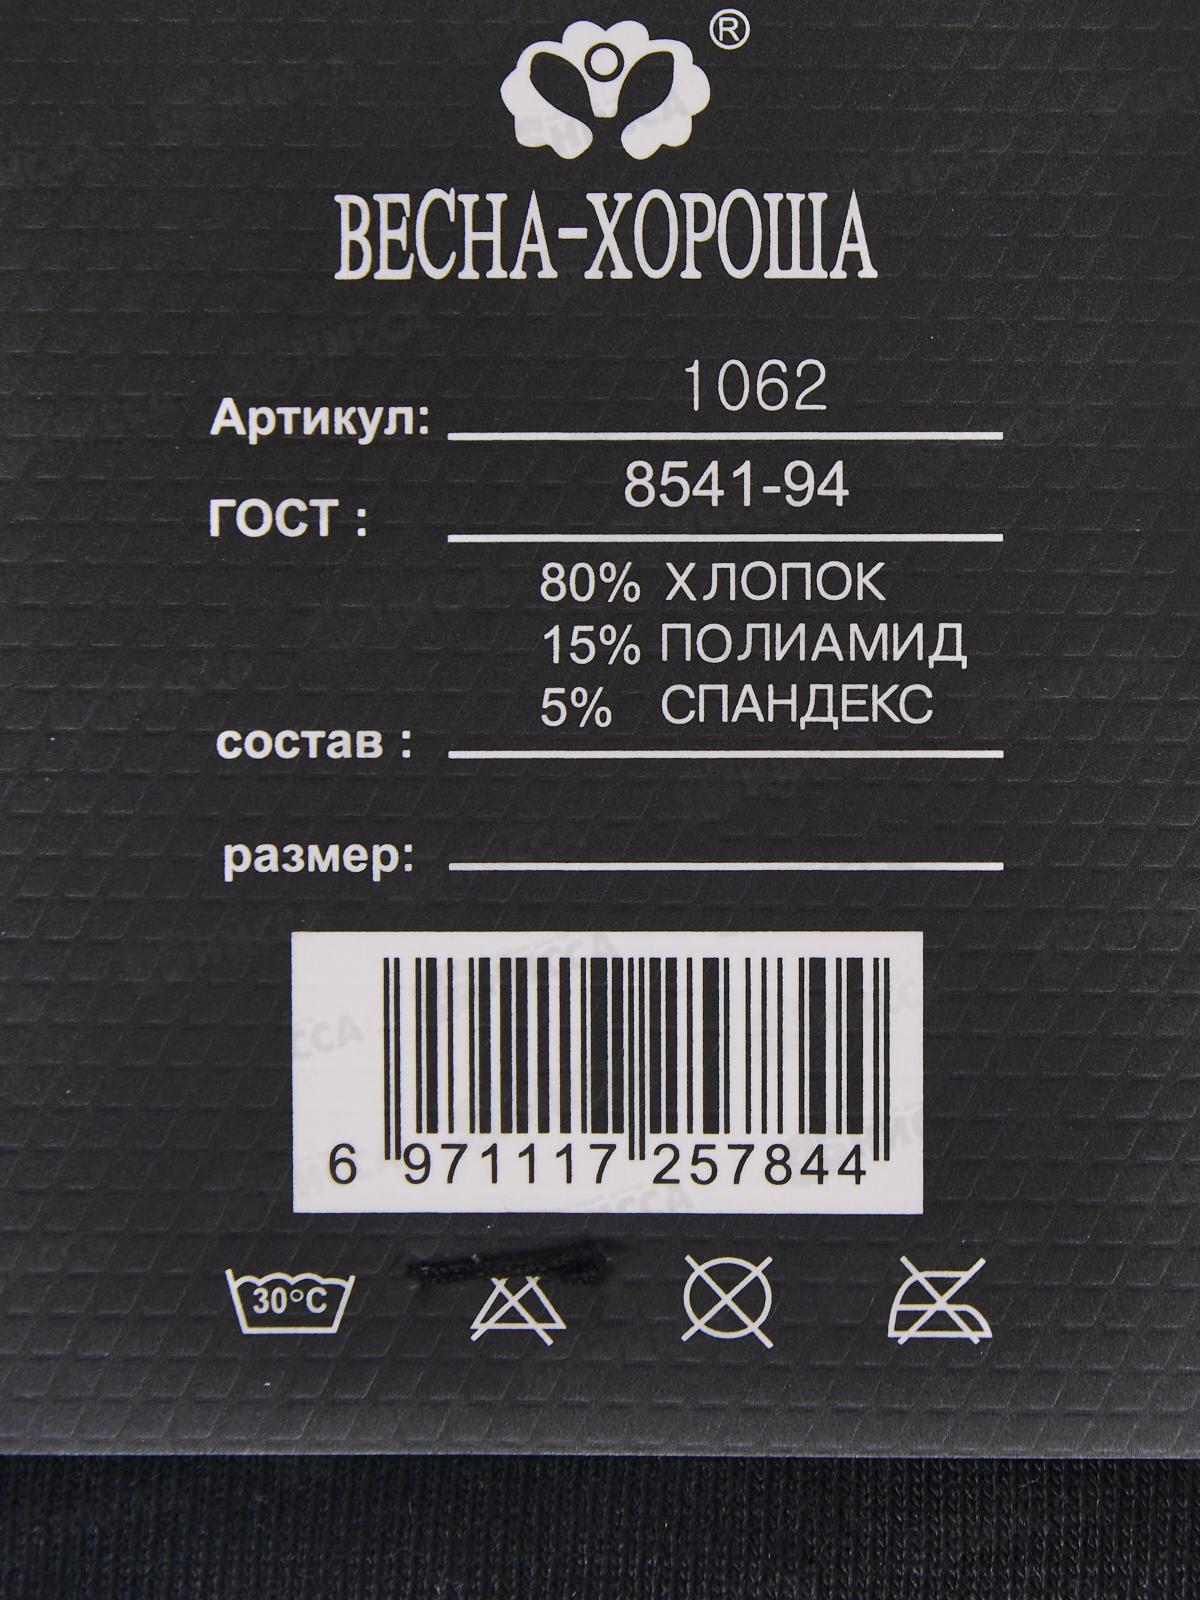 ®
ВЕСНА-ХОРОША
Артикул: 1062
ГОСТ : 8541-94
80% ХЛОПОК
15% ПОЛИАМИД
5% СПАНДЕКС
состав :
размер:
6 971117 257844
30°C